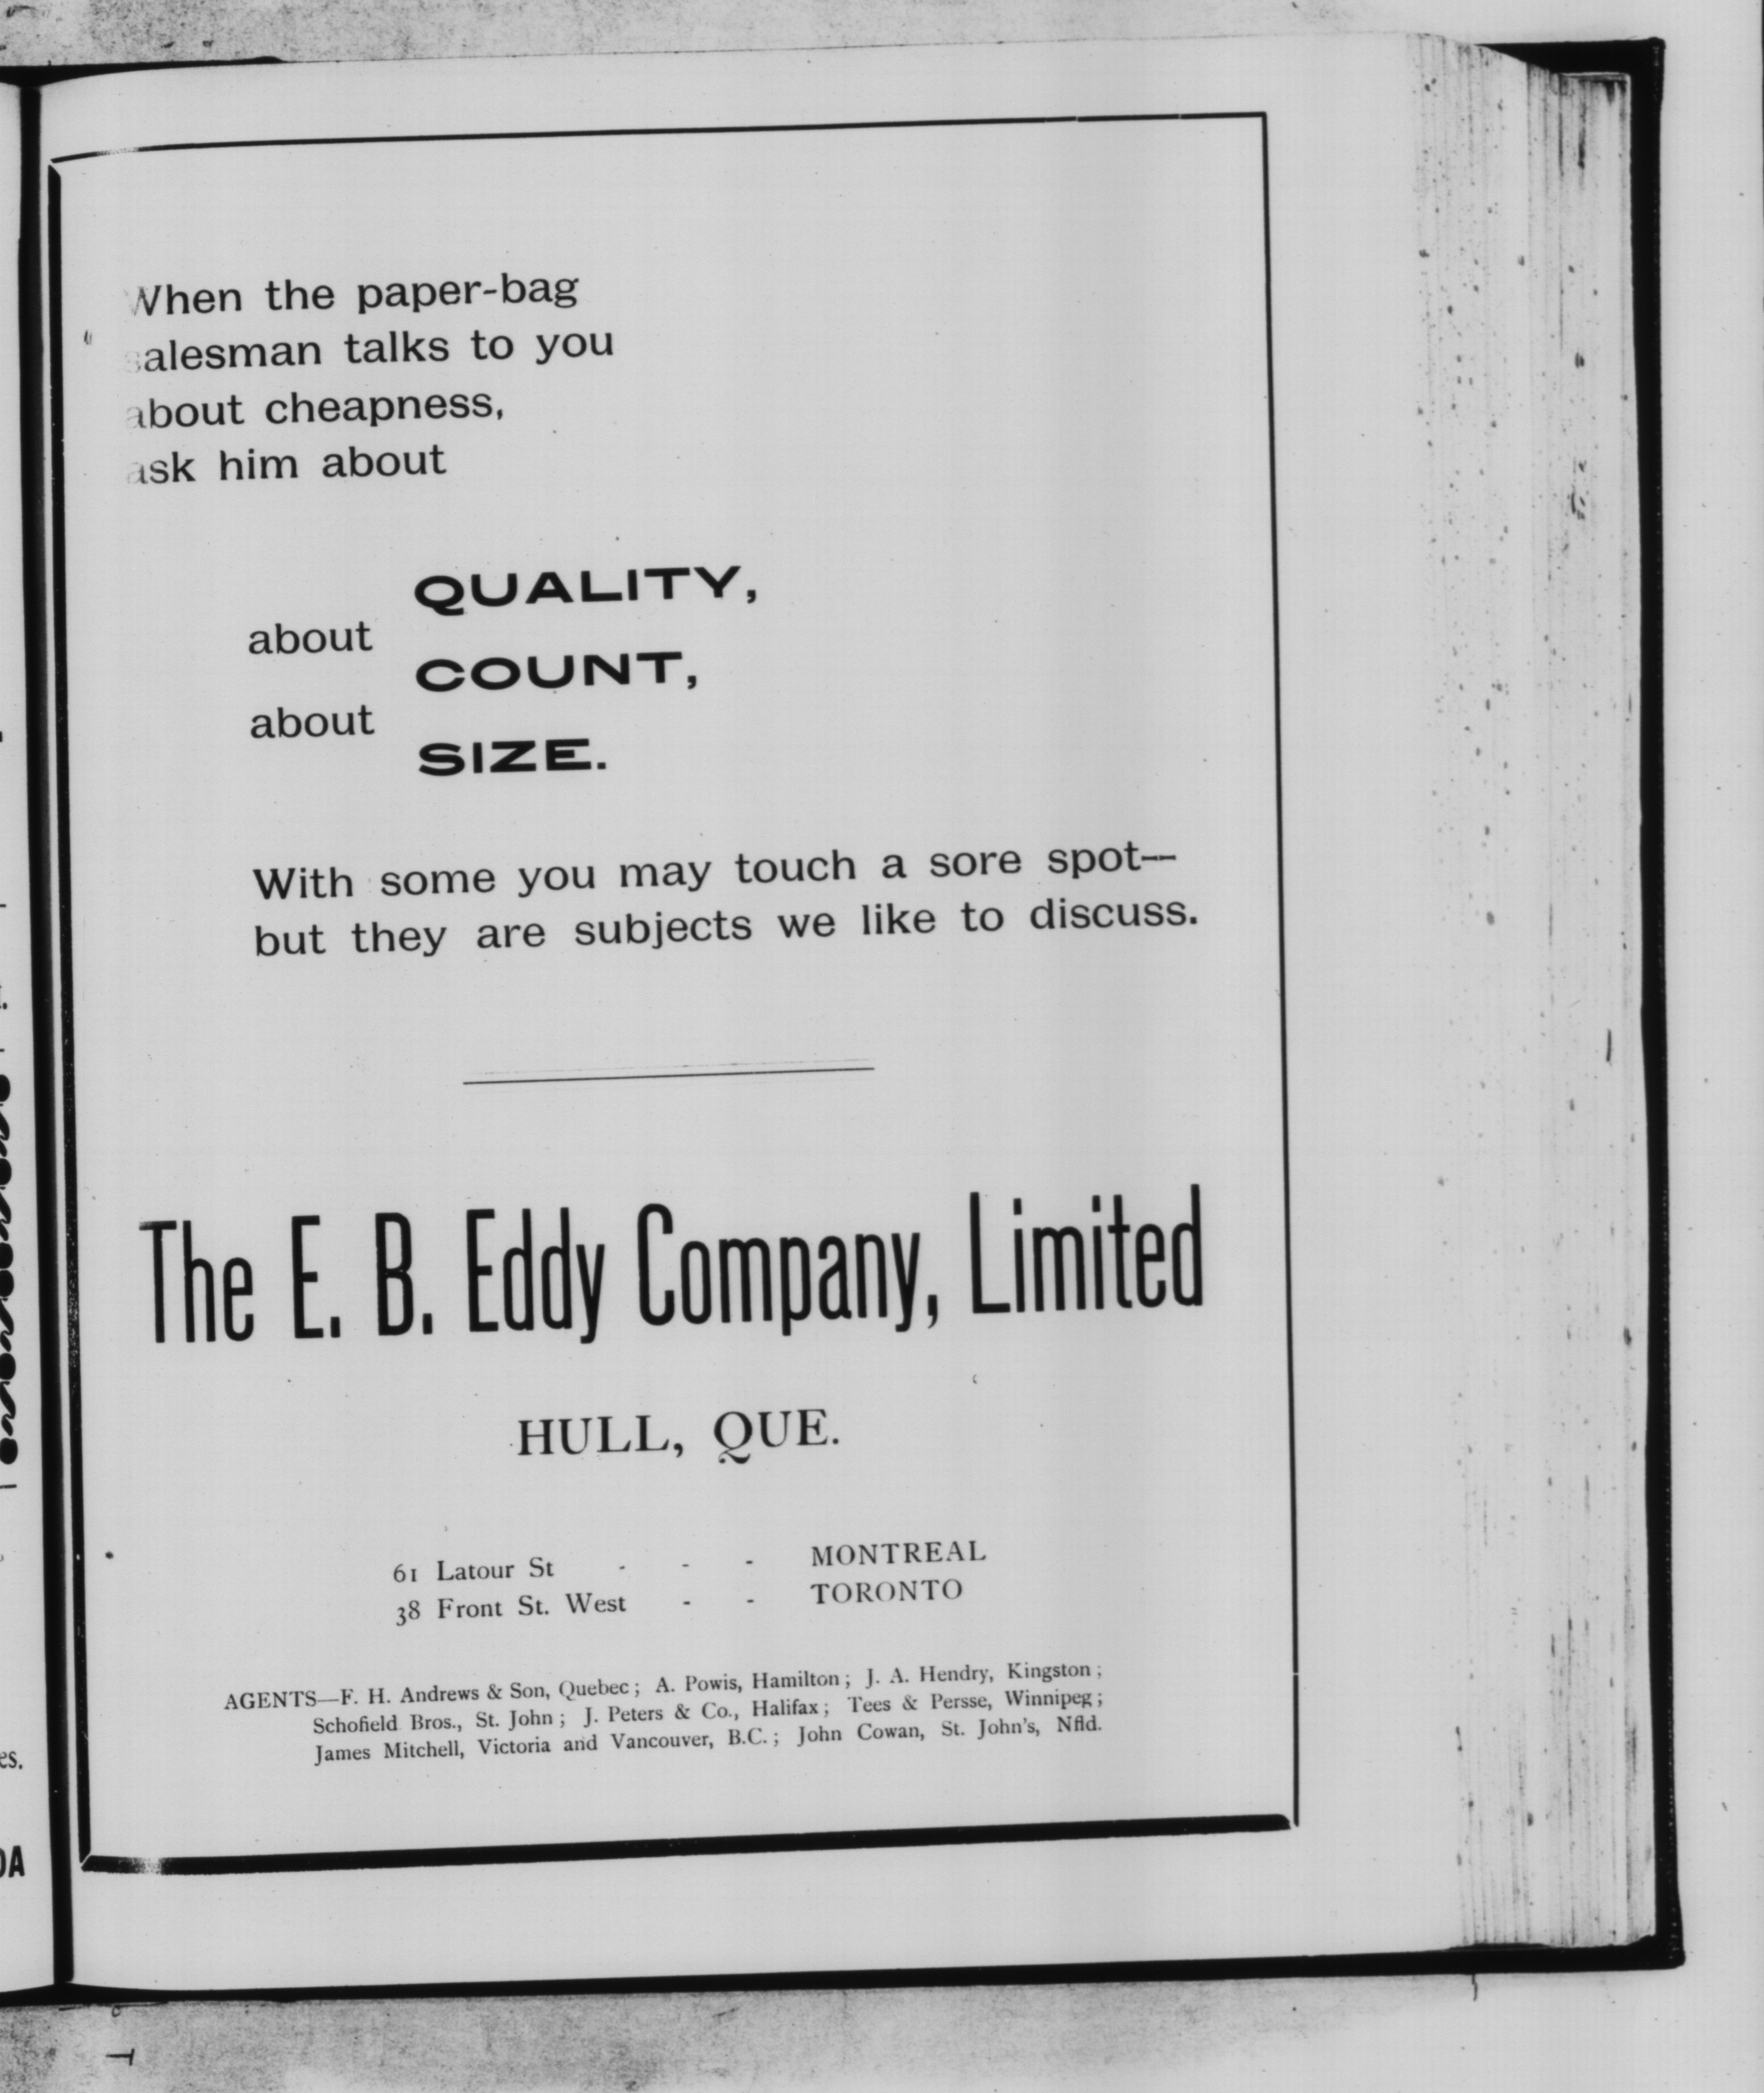 When the paper-bag
salesman talks to you
about cheapness,
ask him about
QUALITY,
about
COUNT,
about
SIZE.
With some you may touch a sore spot—
but they are subjects we like to discuss.
The E. B. Eddy Company, Limited
HULL, QUE.
61 Latour St - - - MONTREAL
38 Front St. West - - TORONTO
AGENTS—F. H. Andrews & Son, Quebec; A. Powis, Hamilton; J. A. Hendry, Kingston;
Schofield Bros., St. John; J. Peters & Co., Halifax; Tees & Persse, Winnipeg;
James Mitchell, Victoria and Vancouver, B.C.; John Cowan, St. John's, Nfld.